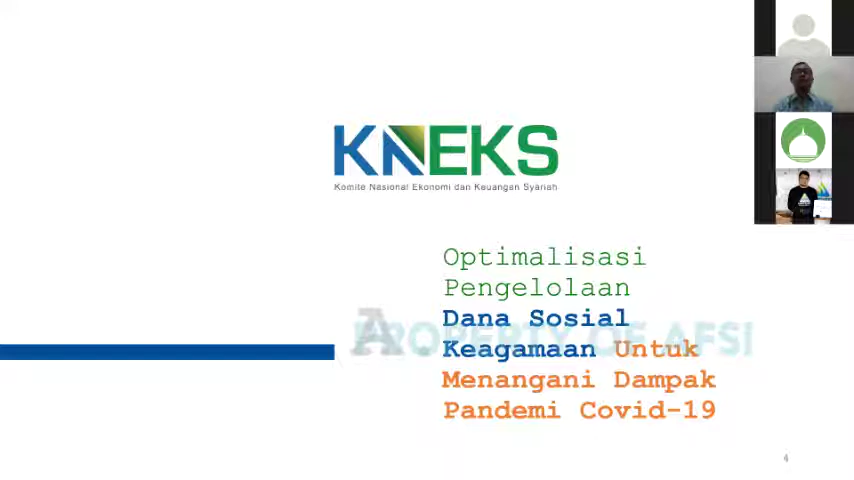 KNEKS
Komite Nasional Ekonomi dan Keuangan Syariah
Optimalisasi
Pengelolaan
Dana Sosial
PROPERTY OF AFSI
Keagamaan Untuk
Menangani Dampak
Pandemi Covid-19
4